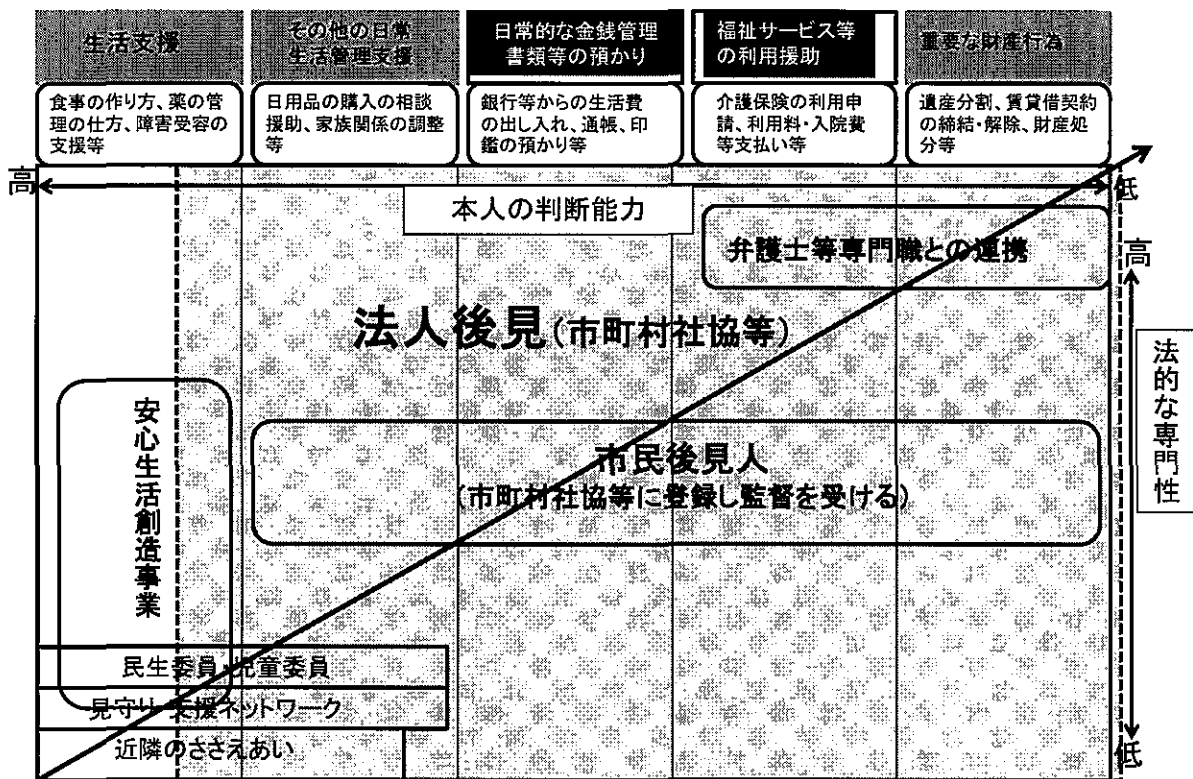 生活支援
その他の日常
生活管理支援
日常的な金銭管理
書類等の預かり
福祉サービス等
の利用援助
重要な財産行為
食事の作り方、薬の管
理の仕方、障害受容の
支援等
日用品の購入の相談
援助、家族関係の調整
等
銀行等からの生活費
の出し入れ、通帳、印
鑑の預かり等
介護保険の利用申
請、利用料・入院費
等支払い等
遺産分割、賃貸借契約
の締結・解除、財産処
分等
高
低
本人の判断能力
弁護士等専門職との連携
高
法人後見(市町村社協等)
法的な専門性
安心生活創造事業
市民後見人
(市町村社協等に登録し監督を受ける)
民生委員・児童委員
見守り・支援ネットワーク
近隣のささえあい
低